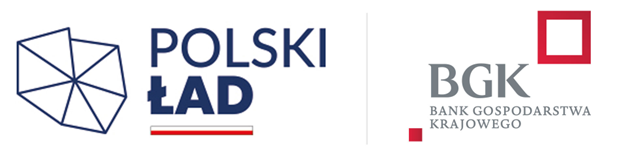 POLSKI
ŁAD
BGK
BANK GOSPODARSTWA
KRAJOWEGO